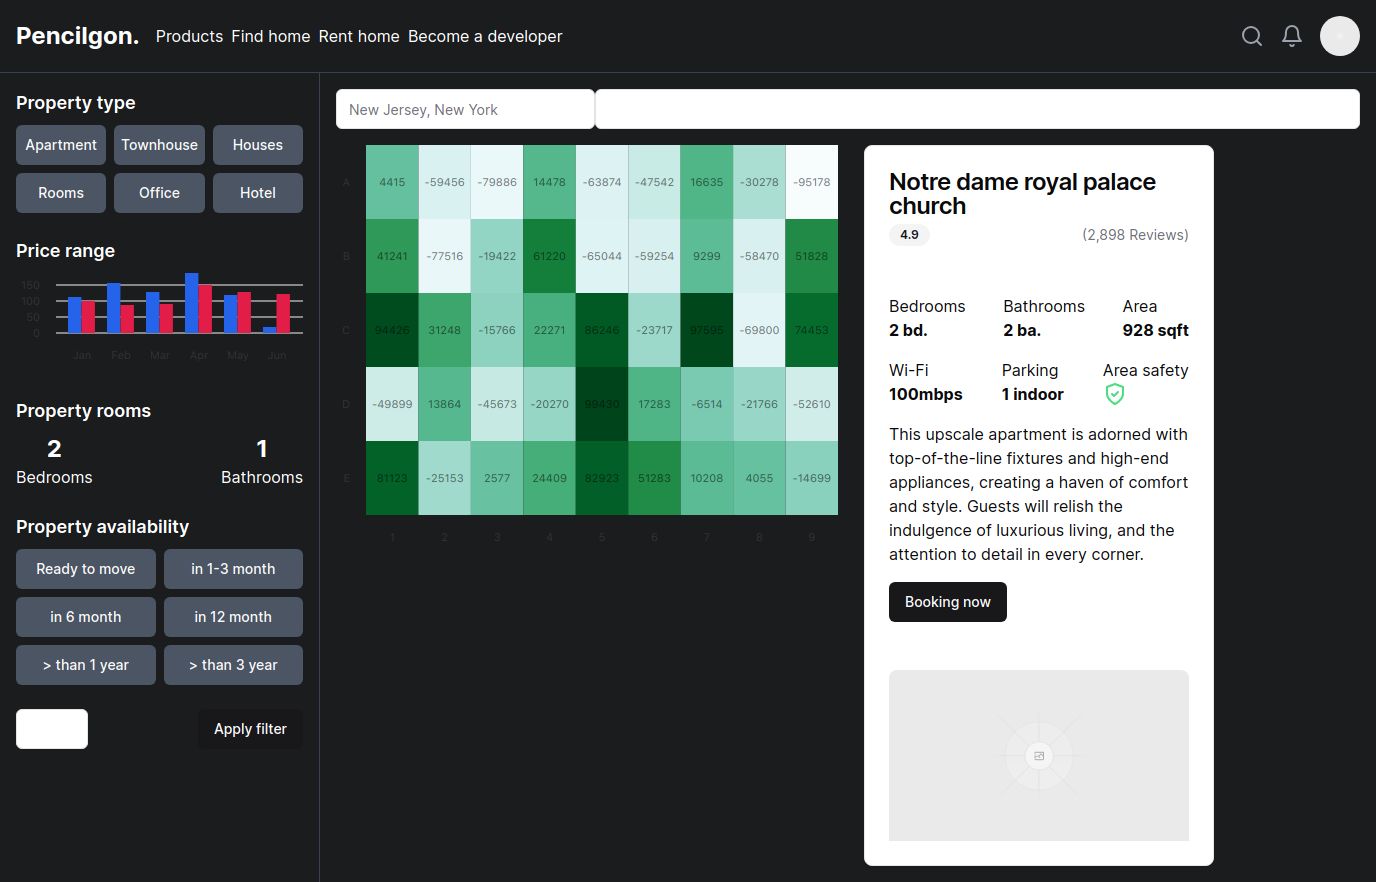 Pencilgon. Products Find home Rent home Become a developer
Property type
Apartment Townhouse Houses
Rooms Office Hotel
Price range
150
100
50
0
Jan Feb Mar Apr May Jun
Property rooms
2 1
Bedrooms Bathrooms
Property availability
Ready to move in 1-3 month
in 6 month in 12 month
> than 1 year > than 3 year
Apply filter
New Jersey, New York
A 4415 -59456 -79886 14478 -63874 -47542 16635 -30278 -95178
B 41241 -77516 -19422 61220 -65044 -59254 9299 -58470 51828
C 94426 31248 -15766 22271 86246 -23717 97595 -69800 74453
D -49899 13864 -45673 -20270 99430 17283 -6514 -21766 -52610
E 81123 -25153 2577 24409 82923 51283 10208 4055 -14699
1 2 3 4 5 6 7 8 9
Notre dame royal palace
church
4.9 (2,898 Reviews)
Bedrooms Bathrooms Area
2 bd. 2 ba. 928 sqft
Wi-Fi Parking Area safety
100mbps 1 indoor
This upscale apartment is adorned with
top-of-the-line fixtures and high-end
appliances, creating a haven of comfort
and style. Guests will relish the
indulgence of luxurious living, and the
attention to detail in every corner.
Booking now